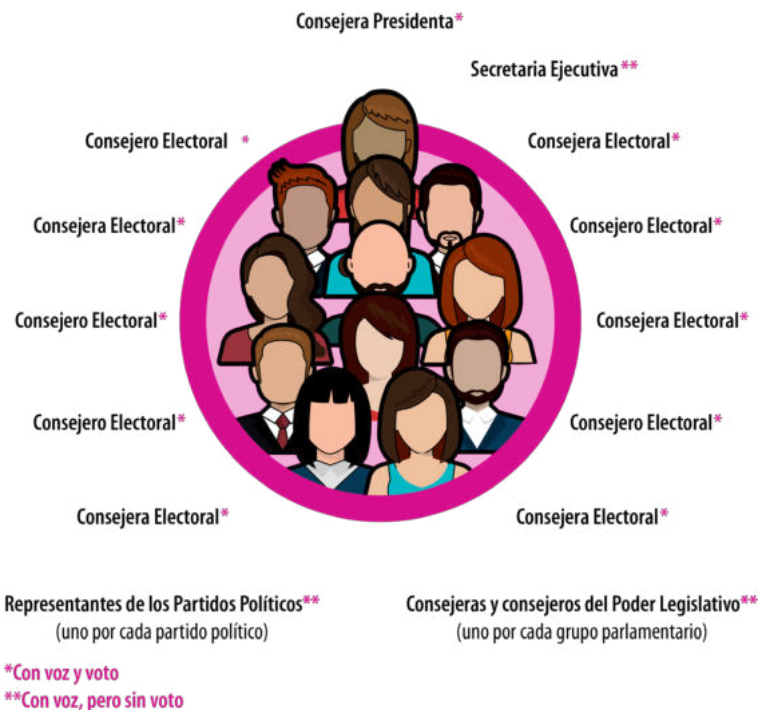 Consejera Presidenta*
Secretaria Ejecutiva**
Consejero Electoral *
Consejera Electoral*
Consejera Electoral*
Consejero Electoral*
Consejero Electoral*
Consejera Electoral*
Consejero Electoral*
Consejero Electoral*
Consejera Electoral*
Consejera Electoral*
Representantes de los Partidos Políticos**
(uno por cada partido político)
Consejeras y consejeros del Poder Legislativo**
(uno por cada grupo parlamentario)
*Con voz y voto
**Con voz, pero sin voto